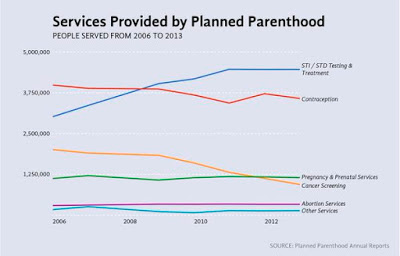 Services Provided by Planned Parenthood
PEOPLE SERVED FROM 2006 TO 2013
5,000,000
STI / STD Testing &
Treatment
3,750,000
Contraception
2,500,000
1,250,000
Pregnancy & Prenatal Services
Cancer Screening
Abortion Services
Other Services
2006
2008
2010
2012
SOURCE: Planned Parenthood Annual Reports